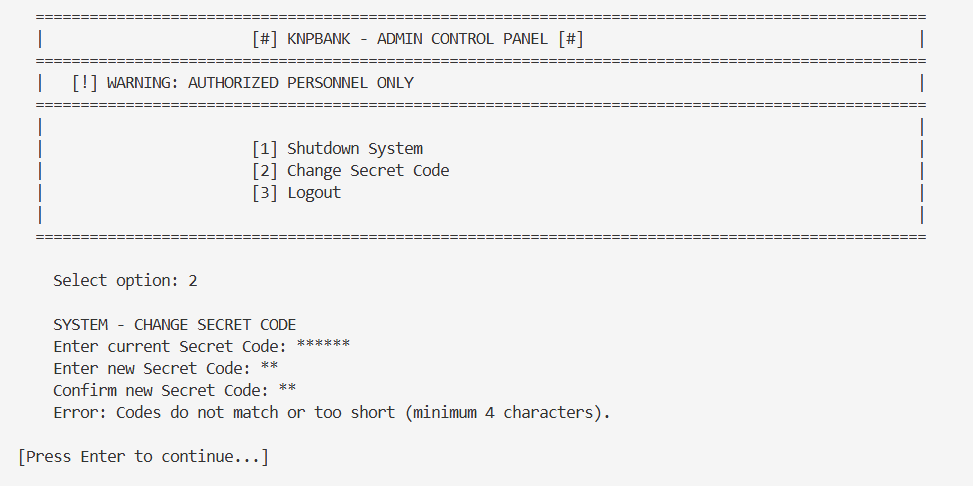 ===================================================================================================
| [#] KNPBANK - ADMIN CONTROL PANEL [#] |
===================================================================================================
| [!] WARNING: AUTHORIZED PERSONNEL ONLY |
===================================================================================================
| |
| [1] Shutdown System |
| [2] Change Secret Code |
| [3] Logout |
| |
===================================================================================================
Select option: 2
SYSTEM - CHANGE SECRET CODE
Enter current Secret Code: ******
Enter new Secret Code: **
Confirm new Secret Code: **
Error: Codes do not match or too short (minimum 4 characters).
[Press Enter to continue...]